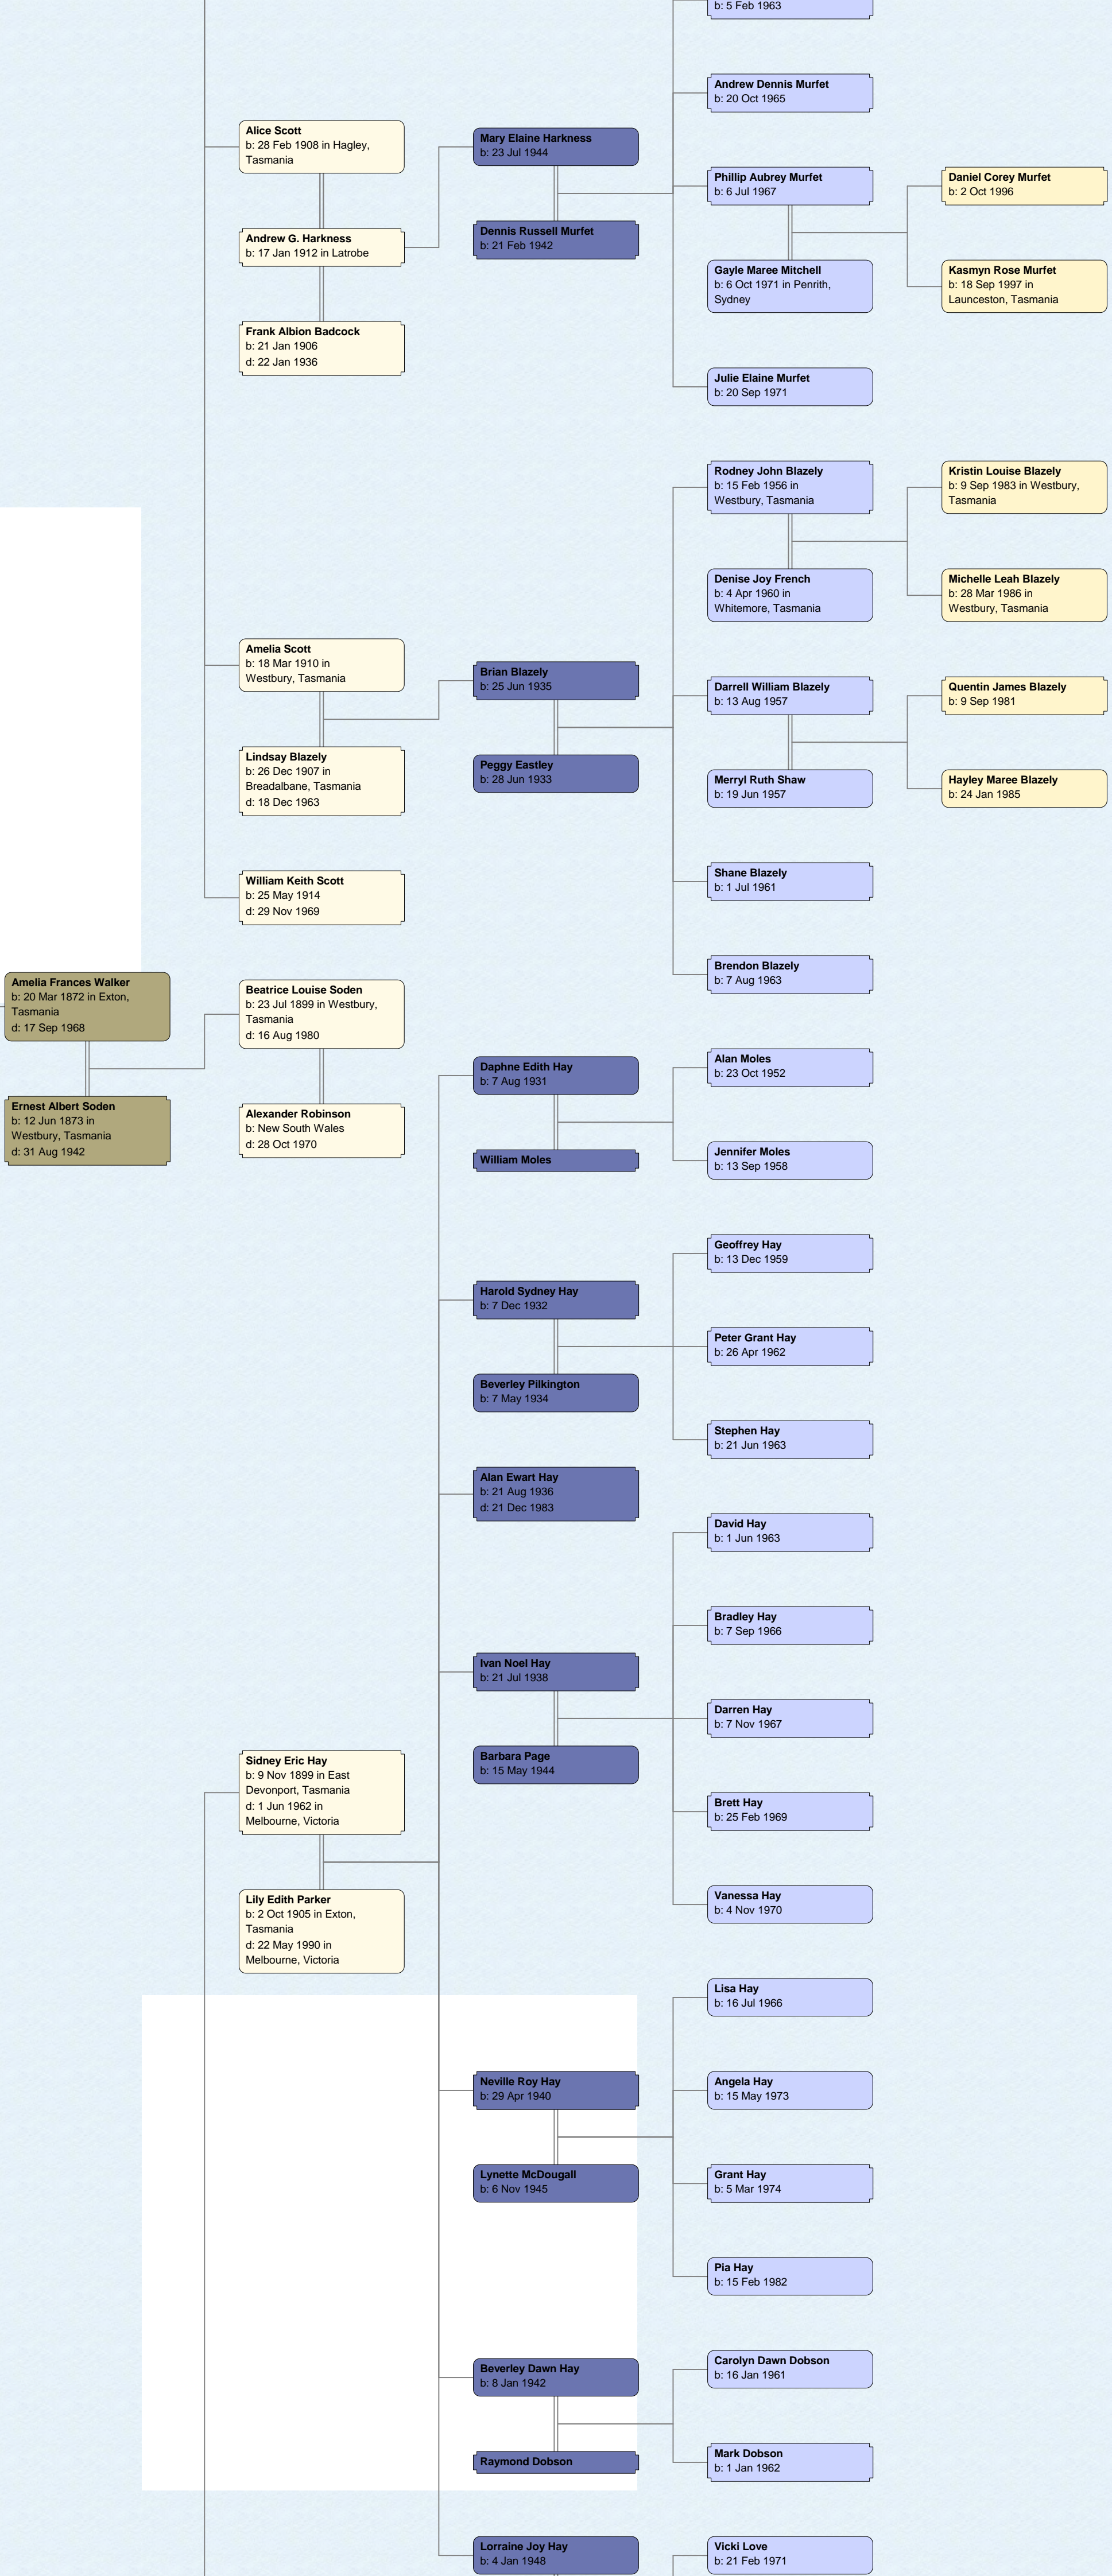 b: 5 Feb 1963
Andrew Dennis Murfet
b: 20 Oct 1965
Alice Scott
b: 28 Feb 1908 in Hagley,
Tasmania
Mary Elaine Harkness
b: 23 Jul 1944
Phillip Aubrey Murfet
b: 6 Jul 1967
Daniel Corey Murfet
b: 2 Oct 1996
Andrew G. Harkness
b: 17 Jan 1912 in Latrobe
Dennis Russell Murfet
b: 21 Feb 1942
Gayle Maree Mitchell
b: 6 Oct 1971 in Penrith,
Sydney
Kasmyn Rose Murfet
b: 18 Sep 1997 in
Launceston, Tasmania
Frank Albion Badcock
b: 21 Jan 1906
d: 22 Jan 1936
Julie Elaine Murfet
b: 20 Sep 1971
Rodney John Blazely
b: 15 Feb 1956 in
Westbury, Tasmania
Kristin Louise Blazely
b: 9 Sep 1983 in Westbury,
Tasmania
Denise Joy French
b: 4 Apr 1960 in
Whitemore, Tasmania
Michelle Leah Blazely
b: 28 Mar 1986 in
Westbury, Tasmania
Amelia Scott
b: 18 Mar 1910 in
Westbury, Tasmania
Brian Blazely
b: 25 Jun 1935
Darrell William Blazely
b: 13 Aug 1957
Quentin James Blazely
b: 9 Sep 1981
Lindsay Blazely
b: 26 Dec 1907 in
Breadalbane, Tasmania
d: 18 Dec 1963
Peggy Eastley
b: 28 Jun 1933
Merryl Ruth Shaw
b: 19 Jun 1957
Hayley Maree Blazely
b: 24 Jan 1985
William Keith Scott
b: 25 May 1914
d: 29 Nov 1969
Shane Blazely
b: 1 Jul 1961
Brendon Blazely
b: 7 Aug 1963
Amelia Frances Walker
b: 20 Mar 1872 in Exton,
Tasmania
d: 17 Sep 1968
Beatrice Louise Soden
b: 23 Jul 1899 in Westbury,
Tasmania
d: 16 Aug 1980
Daphne Edith Hay
b: 7 Aug 1931
Alan Moles
b: 23 Oct 1952
Ernest Albert Soden
b: 12 Jun 1873 in
Westbury, Tasmania
d: 31 Aug 1942
Alexander Robinson
b: New South Wales
d: 28 Oct 1970
William Moles
Jennifer Moles
b: 13 Sep 1958
Geoffrey Hay
b: 13 Dec 1959
Harold Sydney Hay
b: 7 Dec 1932
Peter Grant Hay
b: 26 Apr 1962
Beverley Pilkington
b: 7 May 1934
Stephen Hay
b: 21 Jun 1963
Alan Ewart Hay
b: 21 Aug 1936
d: 21 Dec 1983
David Hay
b: 1 Jun 1963
Bradley Hay
b: 7 Sep 1966
Ivan Noel Hay
b: 21 Jul 1938
Darren Hay
b: 7 Nov 1967
Barbara Page
b: 15 May 1944
Sidney Eric Hay
b: 9 Nov 1899 in East
Devonport, Tasmania
d: 1 Jun 1962 in
Melbourne, Victoria
Brett Hay
b: 25 Feb 1969
Lily Edith Parker
b: 2 Oct 1905 in Exton,
Tasmania
d: 22 May 1990 in
Melbourne, Victoria
Vanessa Hay
b: 4 Nov 1970
Lisa Hay
b: 16 Jul 1966
Neville Roy Hay
b: 29 Apr 1940
Angela Hay
b: 15 May 1973
Lynette McDougall
b: 6 Nov 1945
Grant Hay
b: 5 Mar 1974
Pia Hay
b: 15 Feb 1982
Beverley Dawn Hay
b: 8 Jan 1942
Carolyn Dawn Dobson
b: 16 Jan 1961
Raymond Dobson
Mark Dobson
b: 1 Jan 1962
Lorraine Joy Hay
b: 4 Jan 1948
Vicki Love
b: 21 Feb 1971